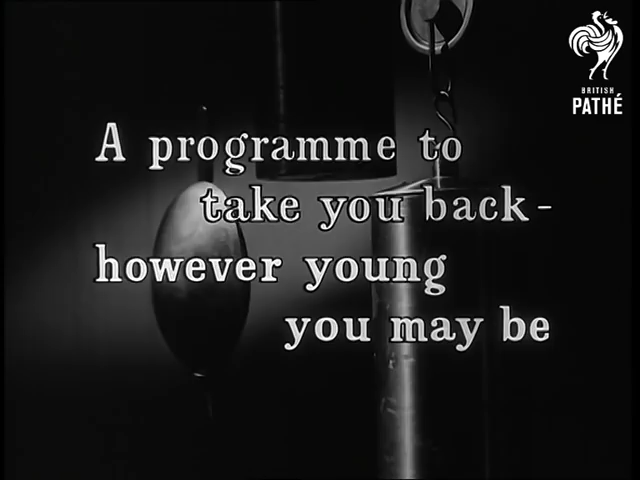 BRITISH
PATHÉ
A programme to
take you back -
however young
you may be